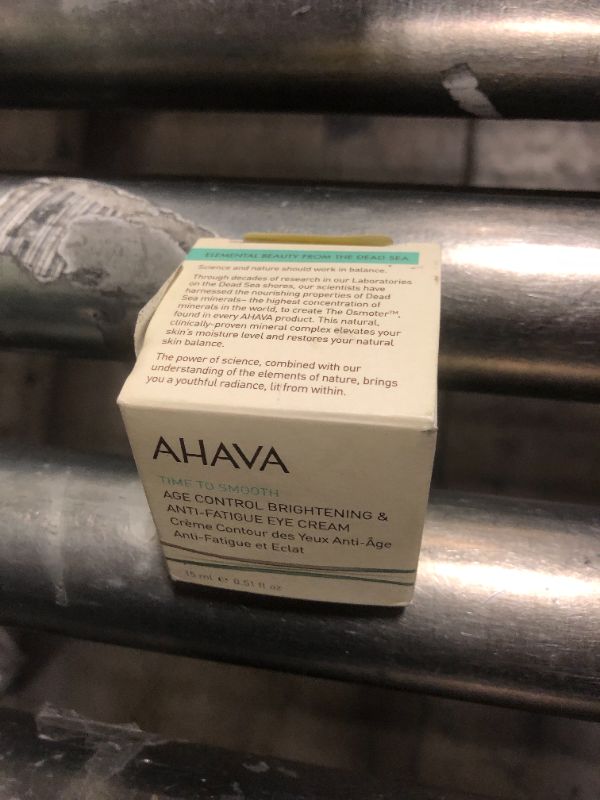 ELEMENTAL BEAUTY FROM THE DEAD SEA
Science and nature should work in balance.
Through decades of research in our Laboratories
on the Dead Sea shores, our scientists have
harnessed the nourishing properties of Dead
Sea minerals– the highest concentration of
minerals in the world, to create The Osmoter™,
found in every AHAVA product. This natural,
clinically-proven mineral complex elevates your
skin's moisture level and restores your natural
skin balance.
The power of science, combined with our
understanding of the elements of nature, brings
you a youthful radiance, lit from within.
AHAVA
TIME TO SMOOTH
AGE CONTROL BRIGHTENING &
ANTI-FATIGUE EYE CREAM
Crème Contour des Yeux Anti-Âge
Anti-Fatigue et Eclat
15 ml ℮ 0.51 fl oz